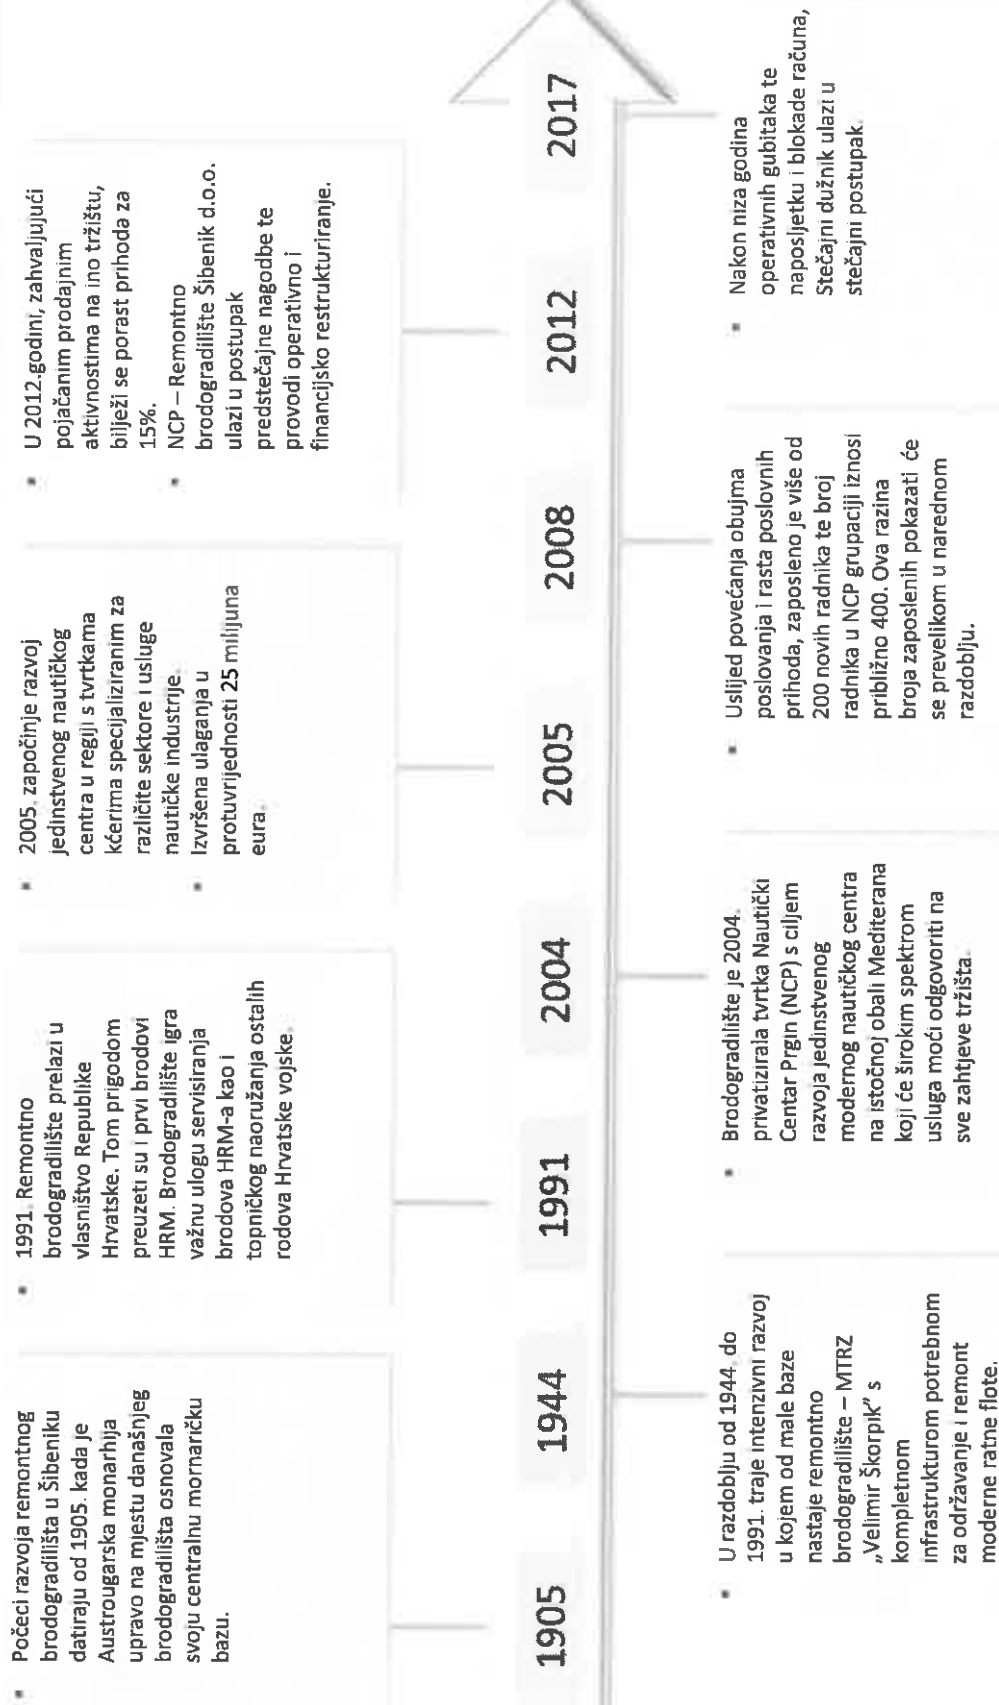 ▪ Počeci razvoja remontnog
brodogradilišta u Šibeniku
datiraju od 1905. kada je
Austrougarska monarhija
upravo na mjestu današnjeg
brodogradilišta osnovala
svoju centralnu mornaričku
bazu.
▪ 1991. Remontno
brodogradilište prelazi u
vlasništvo Republike
Hrvatske. Tom prigodom
preuzeti su i prvi brodovi
HRM. Brodogradilište igra
važnu ulogu servisiranja
brodova HRM-a kao i
topničkog naoružanja ostalih
rodova Hrvatske vojske.
▪ 2005. započinje razvoj
jedinstvenog nautičkog
centra u regiji s tvrtkama
kćerima specijaliziranim za
različite sektore i usluge
nautičke industrije.
▪ Izvršena ulaganja u
protuvrijednosti 25 milijuna
eura.
▪ U 2012.godini, zahvaljujući
pojačanim prodajnim
aktivnostima na ino tržištu,
bilježi se porast prihoda za
15%.
▪ NCP – Remontno
brodogradilište Šibenik d.o.o.
ulazi u postupak
predstečajne nagodbe te
provodi operativno i
financijsko restrukturiranje.
1905 1944 1991 2004 2005 2008 2012 2017
▪ U razdoblju od 1944. do
1991. traje intenzivni razvoj
u kojem od male baze
nastaje remontno
brodogradilište – MTRZ
„Velimir Škorpik" s
kompletnom
infrastrukturom potrebnom
za održavanje i remont
moderne ratne flote.
▪ Brodogradilište je 2004.
privatizirala tvrtka Nautički
Centar Prgin (NCP) s ciljem
razvoja jedinstvenog
modernog nautičkog centra
na istočnoj obali Mediterana
koji će širokim spektrom
usluga moći odgovoriti na
sve zahtjeve tržišta.
▪ Uslijed povećanja obujma
poslovanja i rasta poslovnih
prihoda, zaposleno je više od
200 novih radnika te broj
radnika u NCP grupaciji iznosi
približno 400. Ova razina
broja zaposlenih pokazati će
se prevelikom u narednom
razdoblju.
▪ Nakon niza godina
operativnih gubitaka te
naposljetku i blokade računa,
Stečajni dužnik ulazi u
stečajni postupak.